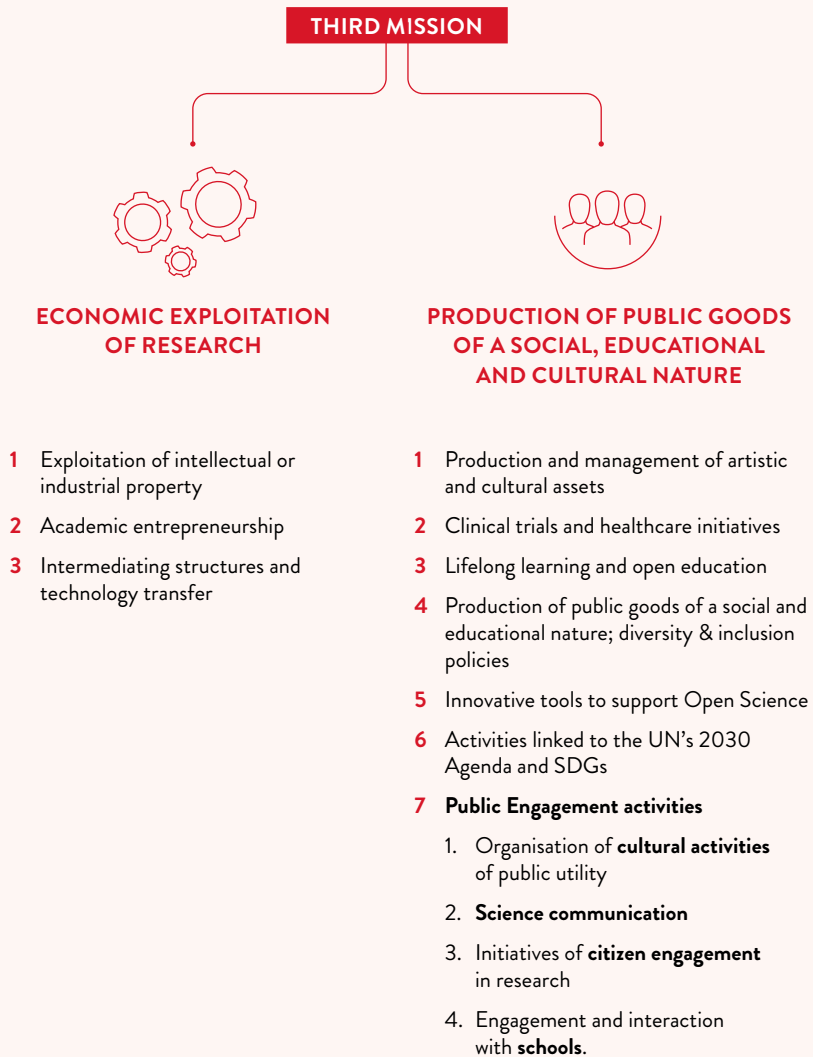 THIRD MISSION
ECONOMIC EXPLOITATION
OF RESEARCH
1 Exploitation of intellectual or
industrial property
2 Academic entrepreneurship
3 Intermediating structures and
technology transfer
PRODUCTION OF PUBLIC GOODS
OF A SOCIAL, EDUCATIONAL
AND CULTURAL NATURE
1 Production and management of artistic
and cultural assets
2 Clinical trials and healthcare initiatives
3 Lifelong learning and open education
4 Production of public goods of a social and
educational nature; diversity & inclusion
policies
5 Innovative tools to support Open Science
6 Activities linked to the UN's 2030
Agenda and SDGs
7 Public Engagement activities
1. Organisation of cultural activities
of public utility
2. Science communication
3. Initiatives of citizen engagement
in research
4. Engagement and interaction
with schools.